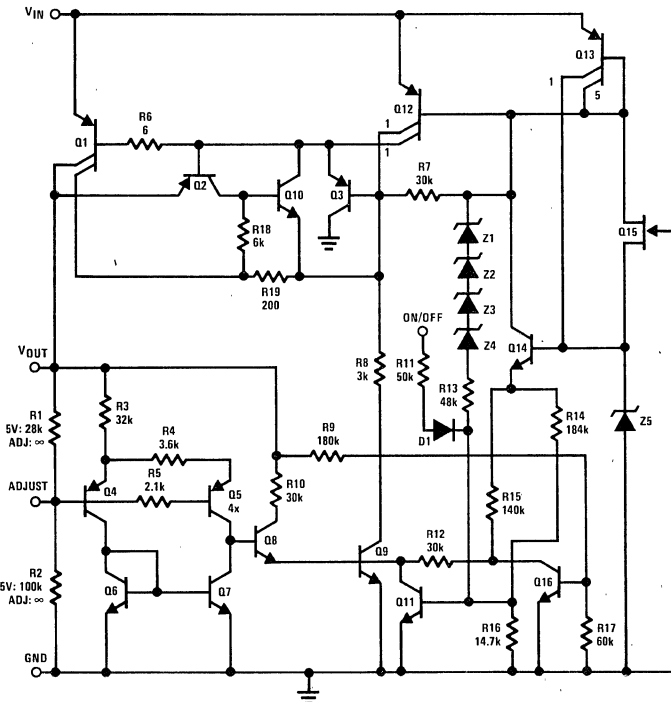 VIN
Q13
1
5
R6
6
Q12
Q1
1
1
R7
30k
Q2
Q10
Q3
R18
6k
Z1
Q15
Z2
R19
200
Z3
ON/OFF
Z4
Q14
VOUT
R8
3k
R11
50k
R13
48k
R1
5V: 28k
ADJ: ∞
R3
32k
R4
3.6k
R9
180k
D1
R14
184k
Z5
ADJUST
R5
2.1k
Q4
Q5
4x
R10
30k
R15
140k
Q8
R12
30k
R2
5V: 100k
ADJ: ∞
Q6
Q7
Q9
Q11
Q16
R16
14.7k
R17
60k
GND